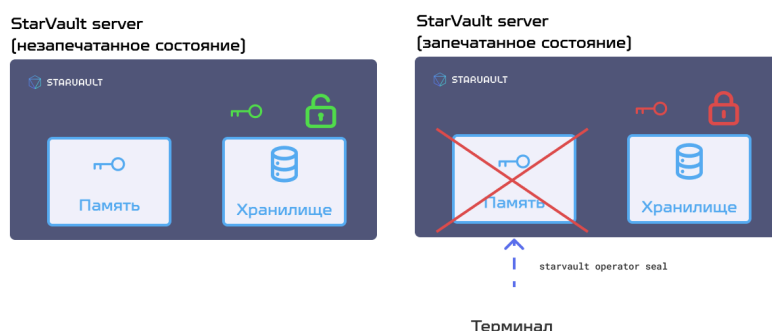 StarVault server
(незапечатанное состояние)
STARVAULT
Память
Хранилище
StarVault server
(запечатанное состояние)
STARVAULT
Память
Хранилище
starvault operator seal
Терминал